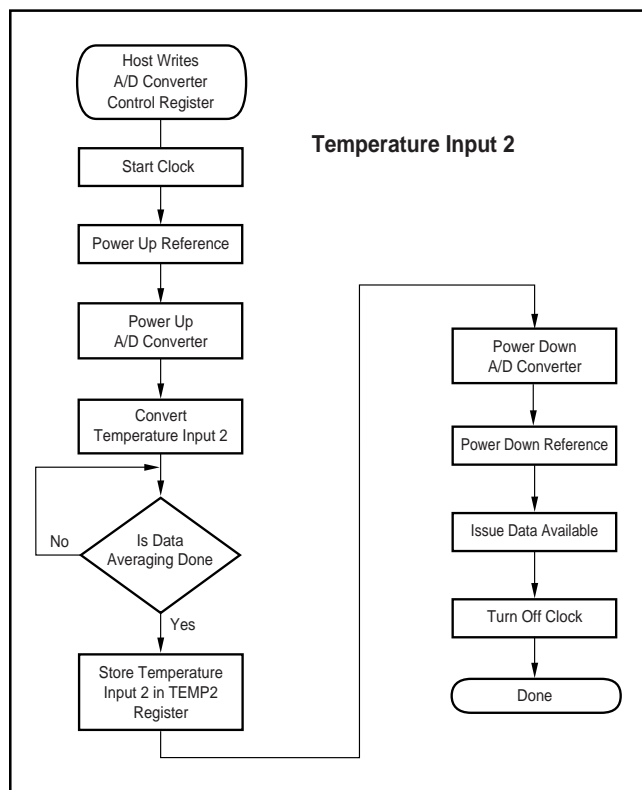 Host Writes
A/D Converter
Control Register
Temperature Input 2
Start Clock
Power Up Reference
Power Up
A/D Converter
Convert
Temperature Input 2
No
Is Data
Averaging Done
Yes
Store Temperature
Input 2 in TEMP2
Register
Power Down
A/D Converter
Power Down Reference
Issue Data Available
Turn Off Clock
Done